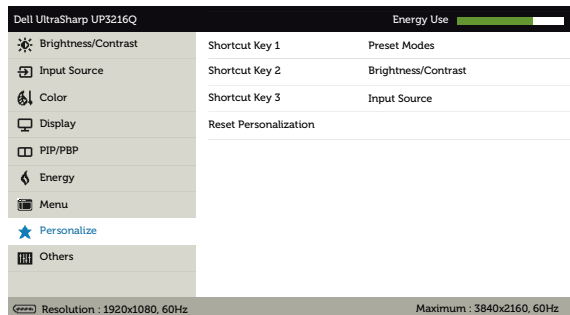 Dell UltraSharp UP3216Q Energy Use
Brightness/Contrast Shortcut Key 1 Preset Modes
Input Source Shortcut Key 2 Brightness/Contrast
Color Shortcut Key 3 Input Source
Display Reset Personalization
PIP/PBP
Energy
Menu
Personalize
Others
Resolution : 1920x1080, 60Hz Maximum : 3840x2160, 60Hz